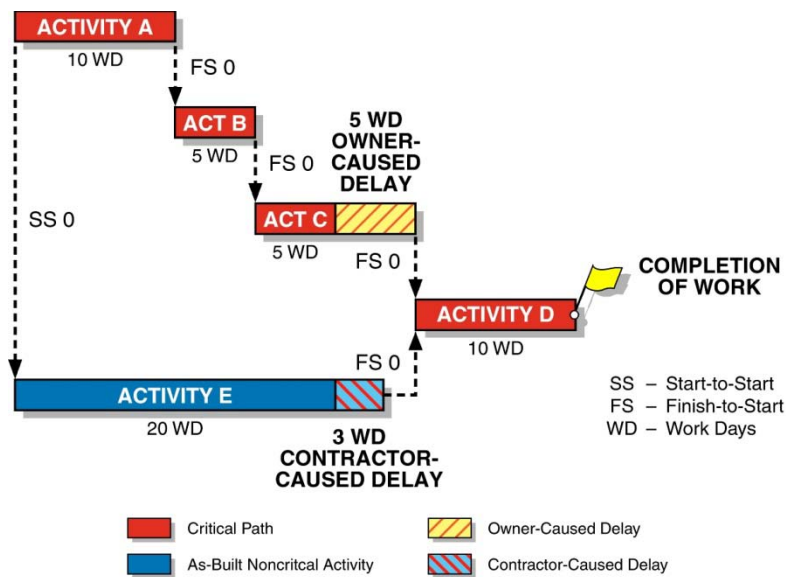 ACTIVITY A
10 WD
FS 0
ACT B
5 WD
FS 0
5 WD
OWNER-
CAUSED
DELAY
SS 0
ACT C
5 WD
FS 0
COMPLETION
OF WORK
ACTIVITY D
10 WD
FS 0
ACTIVITY E
20 WD
3 WD
CONTRACTOR-
CAUSED DELAY
SS – Start-to-Start
FS – Finish-to-Start
WD – Work Days
Critical Path
Owner-Caused Delay
As-Built Noncritcal Activity
Contractor-Caused Delay